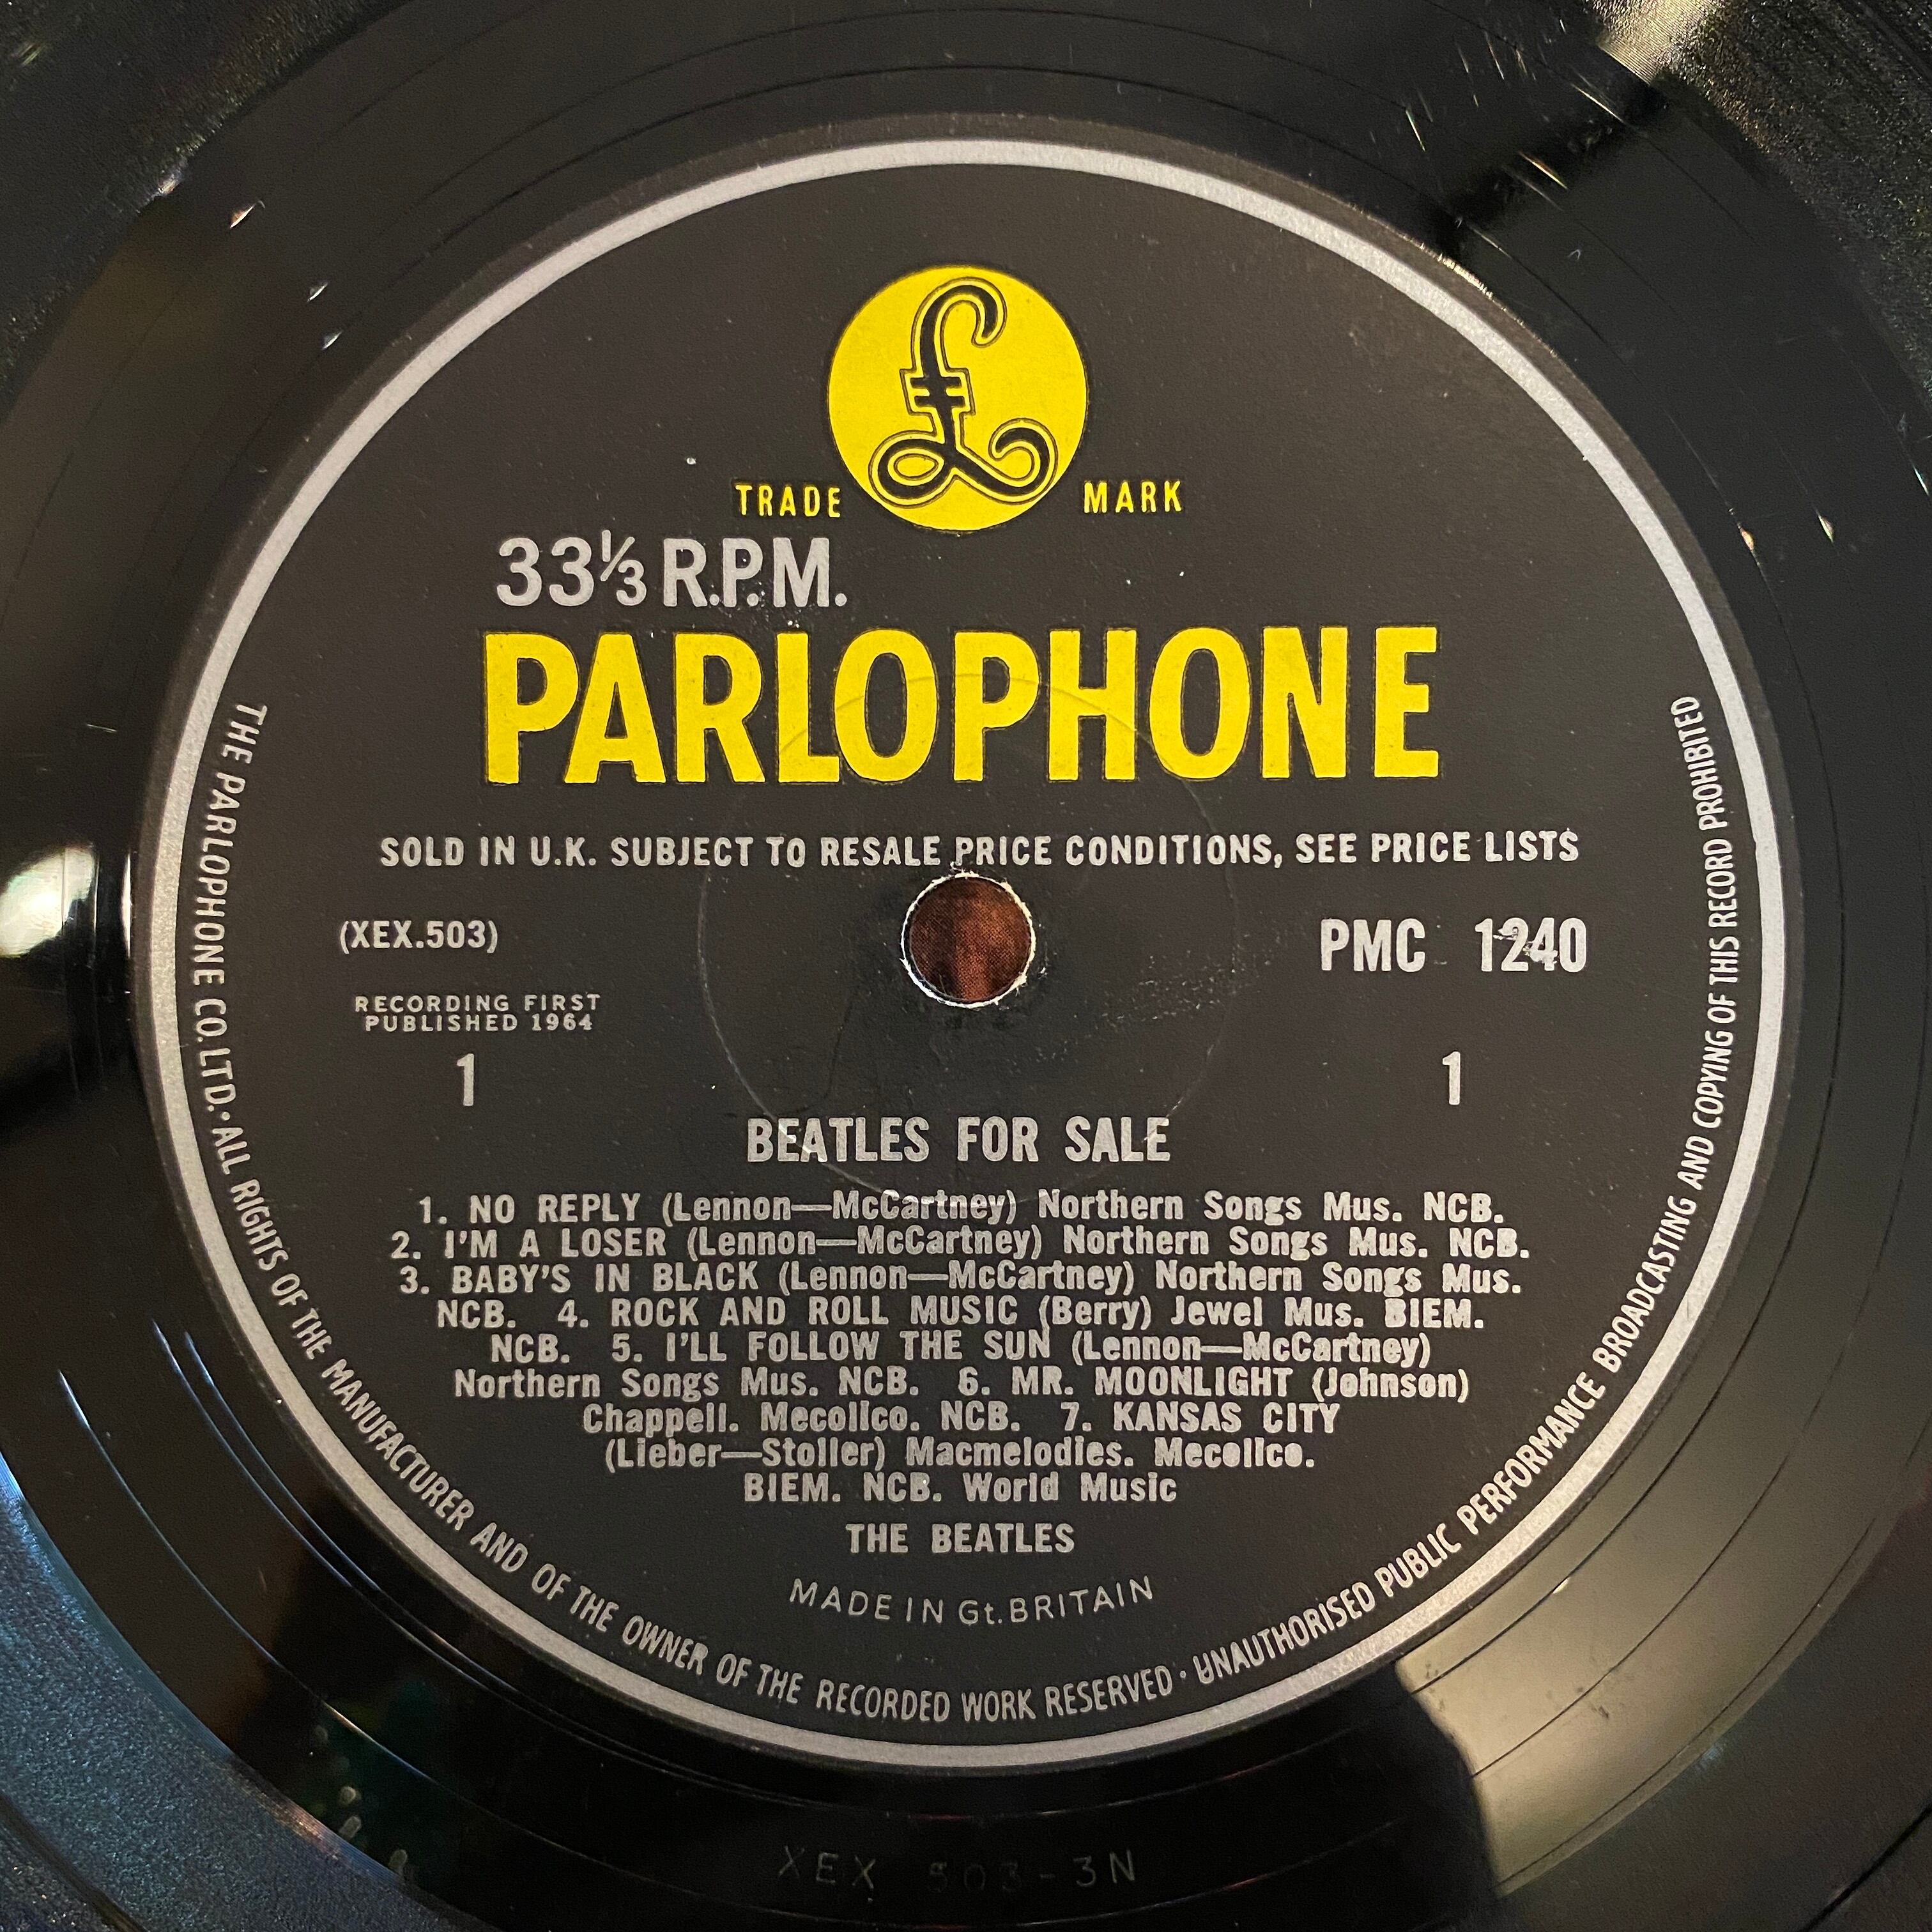 £
TRADE MARK
33⅓ R.P.M.
PARLOPHONE
SOLD IN U.K. SUBJECT TO RESALE PRICE CONDITIONS, SEE PRICE LISTS
(XEX.503) PMC 1240
RECORDING FIRST
PUBLISHED 1964
1 1
BEATLES FOR SALE
1. NO REPLY (Lennon—McCartney) Northern Songs Mus. NCB.
2. I'M A LOSER (Lennon—McCartney) Northern Songs Mus. NCB.
3. BABY'S IN BLACK (Lennon—McCartney) Northern Songs Mus.
NCB. 4. ROCK AND ROLL MUSIC (Berry) Jewel Mus. BIEM.
NCB. 5. I'LL FOLLOW THE SUN (Lennon—McCartney)
Northern Songs Mus. NCB. 6. MR. MOONLIGHT (Johnson)
Chappell. Mecolico. NCB. 7. KANSAS CITY
(Lieber—Stoller) Macmelodies. Mecolico.
BIEM. NCB. World Music
THE BEATLES
MADE IN Gt. BRITAIN
THE PARLOPHONE CO. LTD. · ALL RIGHTS OF THE MANUFACTURER AND OF THE OWNER OF THE RECORDED WORK RESERVED · UNAUTHORISED PUBLIC PERFORMANCE BROADCASTING AND COPYING OF THIS RECORD PROHIBITED
XEX 503-3N